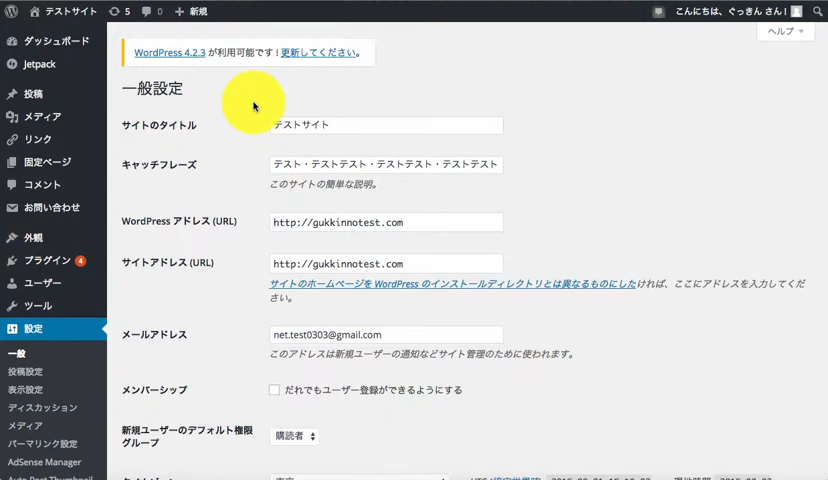 テストサイト 5 0 新規 こんにちは、ぐっきん さん!
ヘルプ
ダッシュボード
Jetpack
投稿
メディア
リンク
固定ページ
コメント
お問い合わせ
外観
プラグイン 4
ユーザー
ツール
設定
一般
投稿設定
表示設定
ディスカッション
メディア
パーマリンク設定
AdSense Manager
Auto Post Thumbnail
WordPress 4.2.3 が利用可能です ! 更新してください。
一般設定
サイトのタイトル テストサイト
キャッチフレーズ テスト・テストテスト・テストテスト・テストテスト
このサイトの簡単な説明。
WordPress アドレス (URL) http://gukkinnotest.com
サイトアドレス (URL) http://gukkinnotest.com
サイトのホームページを WordPress のインストールディレクトリとは異なるものにしたければ、ここにアドレスを入力してくだ
さい。
メールアドレス net.test0303@gmail.com
このアドレスは新規ユーザーの通知などサイト管理のために使われます。
メンバーシップ だれでもユーザー登録ができるようにする
新規ユーザーのデフォルト権限
グループ
購読者